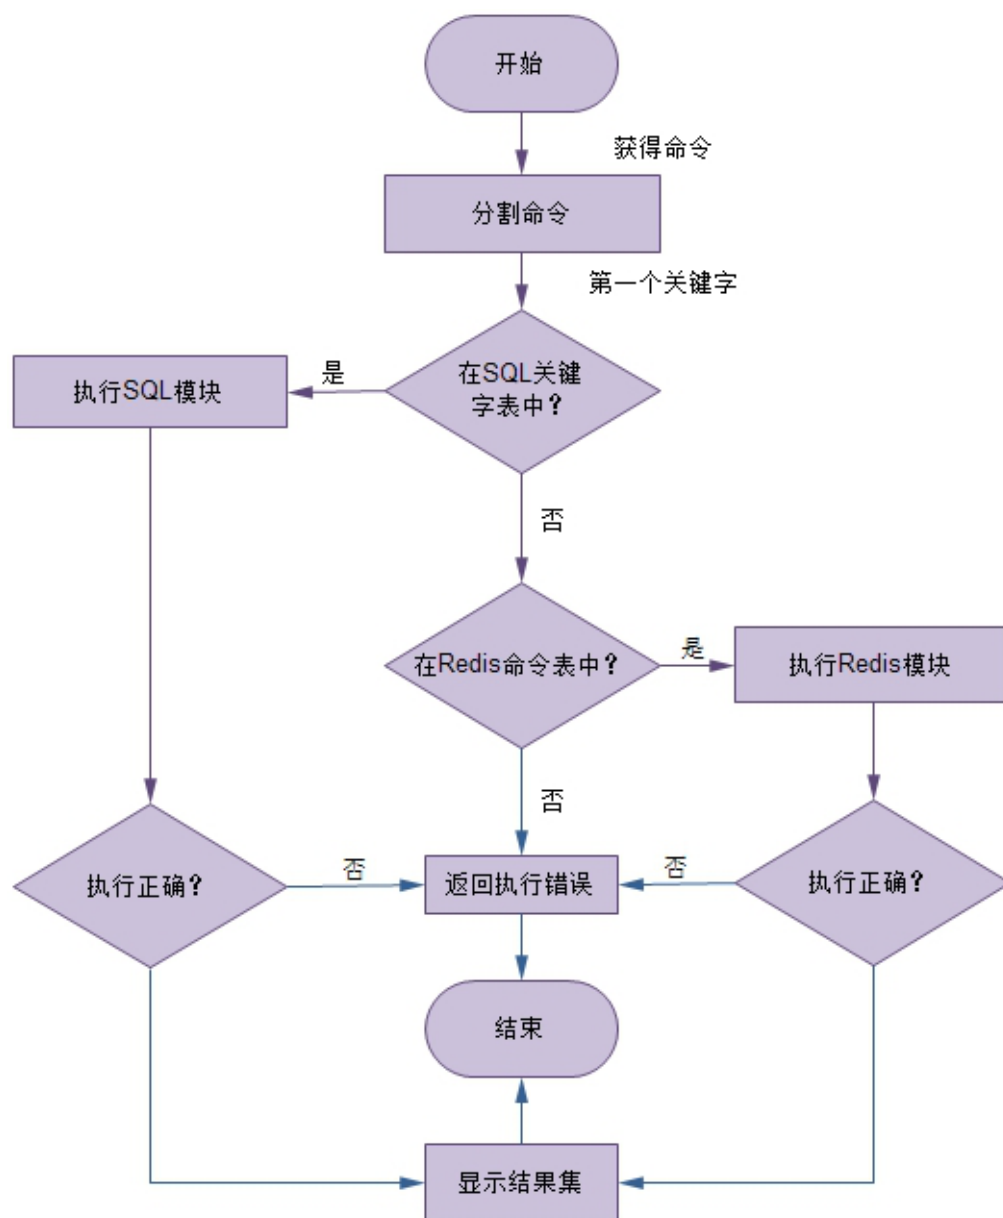 开始
获得命令
分割命令
第一个关键字
在SQL关键
字表中？
是
执行SQL模块
否
在Redis命令表中？
是
执行Redis模块
否
执行正确？
否
返回执行错误
否
执行正确？
结束
显示结果集